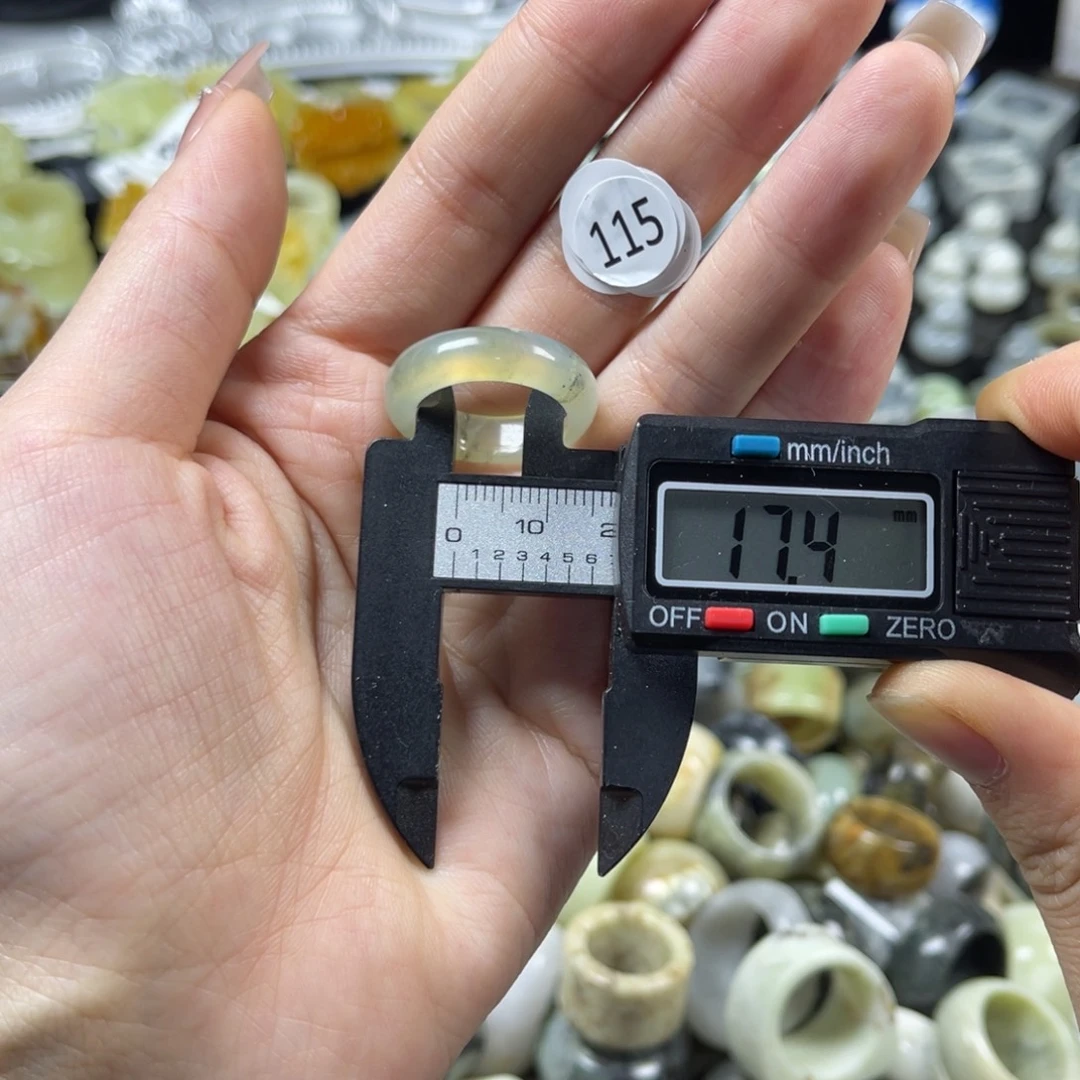 115
mm/inch
17.4 mm
0 10 2
1 2 3 4 5 6
OFF ON ZERO